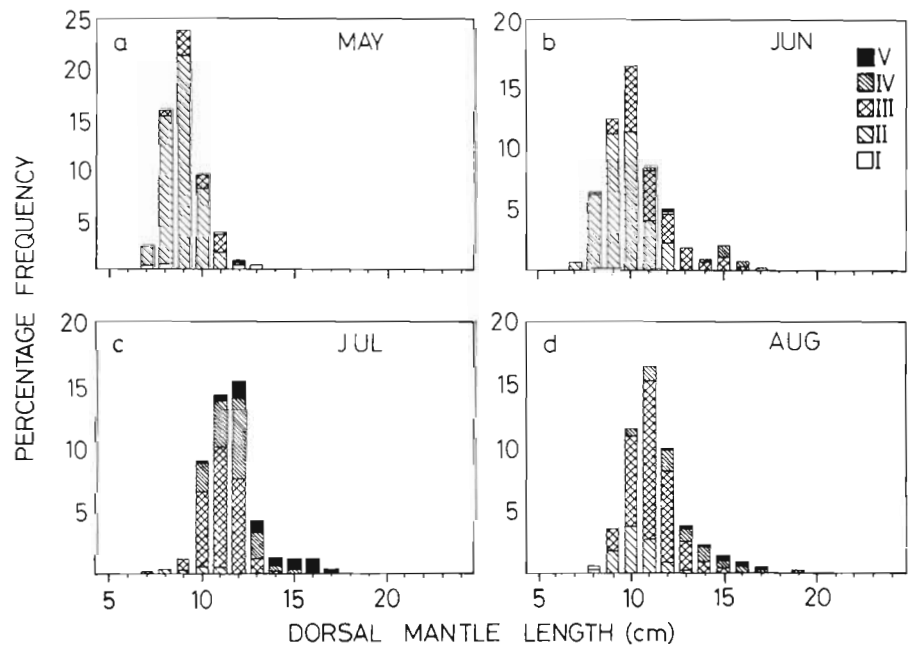 a MAY
25
20
15
10
5
b JUN
20
15
10
5
V
IV
III
II
I
PERCENTAGE FREQUENCY
c JUL
20
15
10
5
5 10 15 20
d AUG
20
15
10
5
5 10 15 20
DORSAL MANTLE LENGTH (cm)